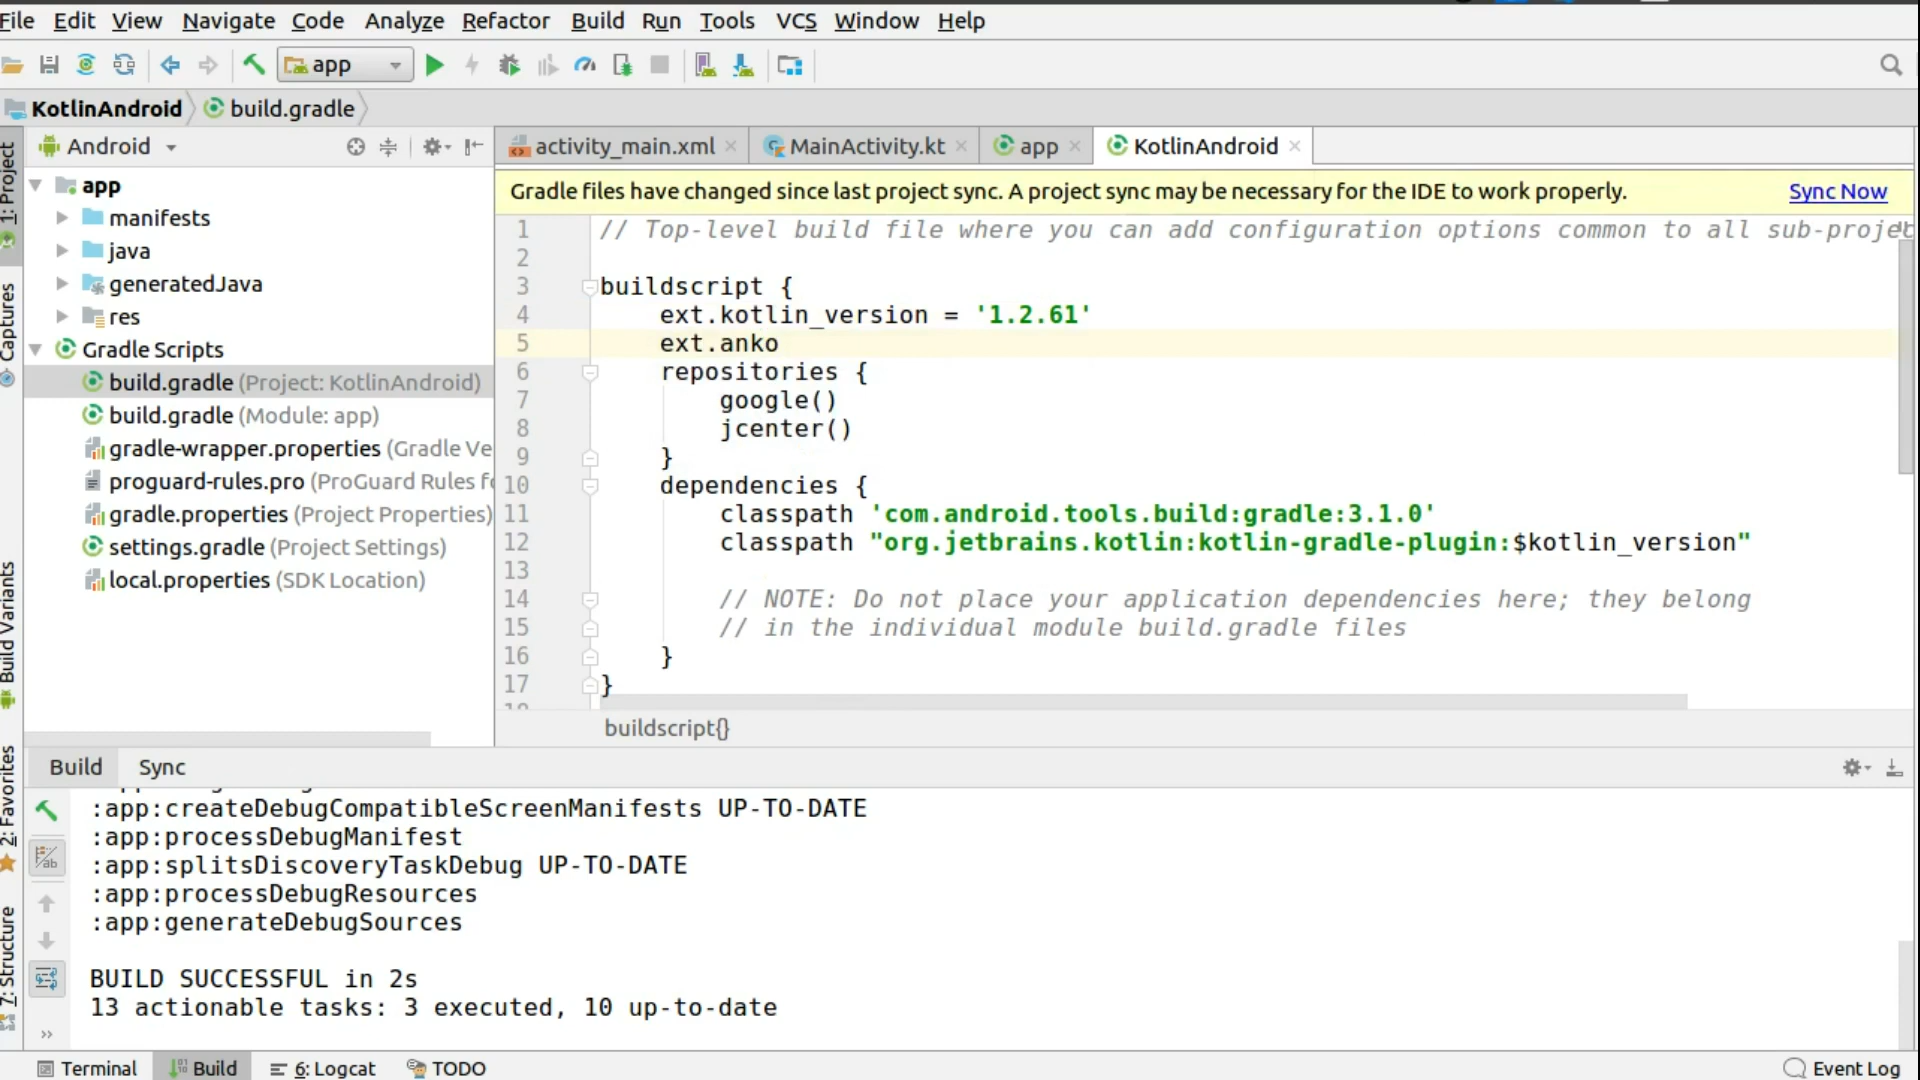 File Edit View Navigate Code Analyze Refactor Build Run Tools VCS Window Help
app
KotlinAndroid build.gradle
Android
activity_main.xml MainActivity.kt app KotlinAndroid
1: Project
Captures
Build Variants
2: Favorites
7: Structure
app
manifests
java
generatedJava
res
Gradle Scripts
build.gradle (Project: KotlinAndroid)
build.gradle (Module: app)
gradle-wrapper.properties (Gradle Ve
proguard-rules.pro (ProGuard Rules fo
gradle.properties (Project Properties)
settings.gradle (Project Settings)
local.properties (SDK Location)
Gradle files have changed since last project sync. A project sync may be necessary for the IDE to work properly. Sync Now
1 // Top-level build file where you can add configuration options common to all sub-projec
2
3 buildscript {
4 ext.kotlin_version = '1.2.61'
5 ext.anko
6 repositories {
7 google()
8 jcenter()
9 }
10 dependencies {
11 classpath 'com.android.tools.build:gradle:3.1.0'
12 classpath "org.jetbrains.kotlin:kotlin-gradle-plugin:$kotlin_version"
13
14 // NOTE: Do not place your application dependencies here; they belong
15 // in the individual module build.gradle files
16 }
17 }
buildscript{}
Build Sync
:app:createDebugCompatibleScreenManifests UP-TO-DATE
:app:processDebugManifest
:app:splitsDiscoveryTaskDebug UP-TO-DATE
:app:processDebugResources
:app:generateDebugSources
BUILD SUCCESSFUL in 2s
13 actionable tasks: 3 executed, 10 up-to-date
Terminal Build 6: Logcat TODO Event Log